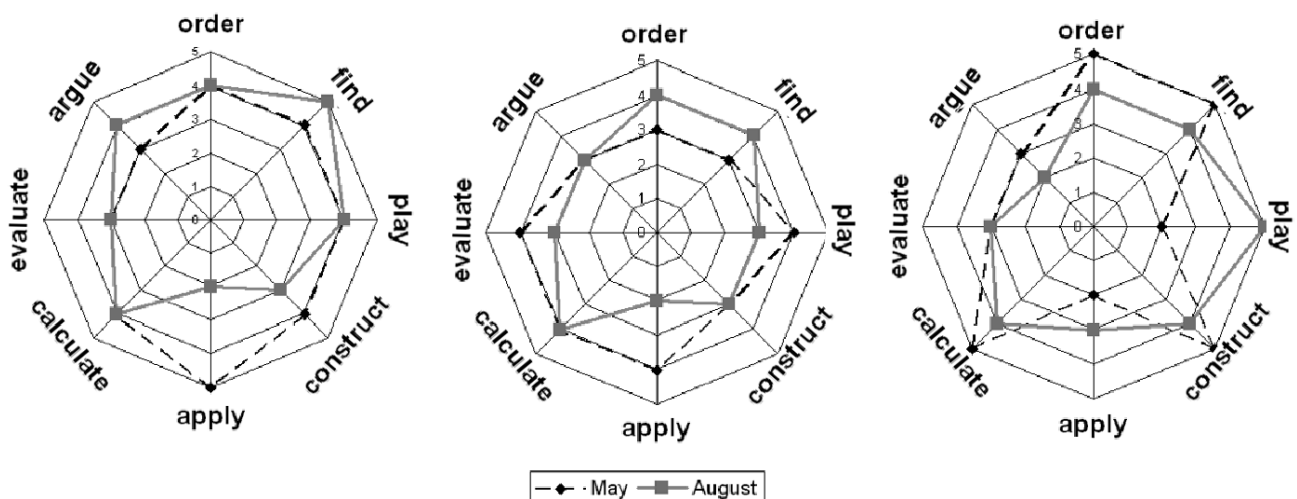 order
5
4
3
2
1
0
find
play
construct
apply
calculate
evaluate
argue
order
5
4
3
2
1
0
find
play
construct
apply
calculate
evaluate
argue
order
5
4
3
2
1
0
find
play
construct
apply
calculate
evaluate
argue
May August